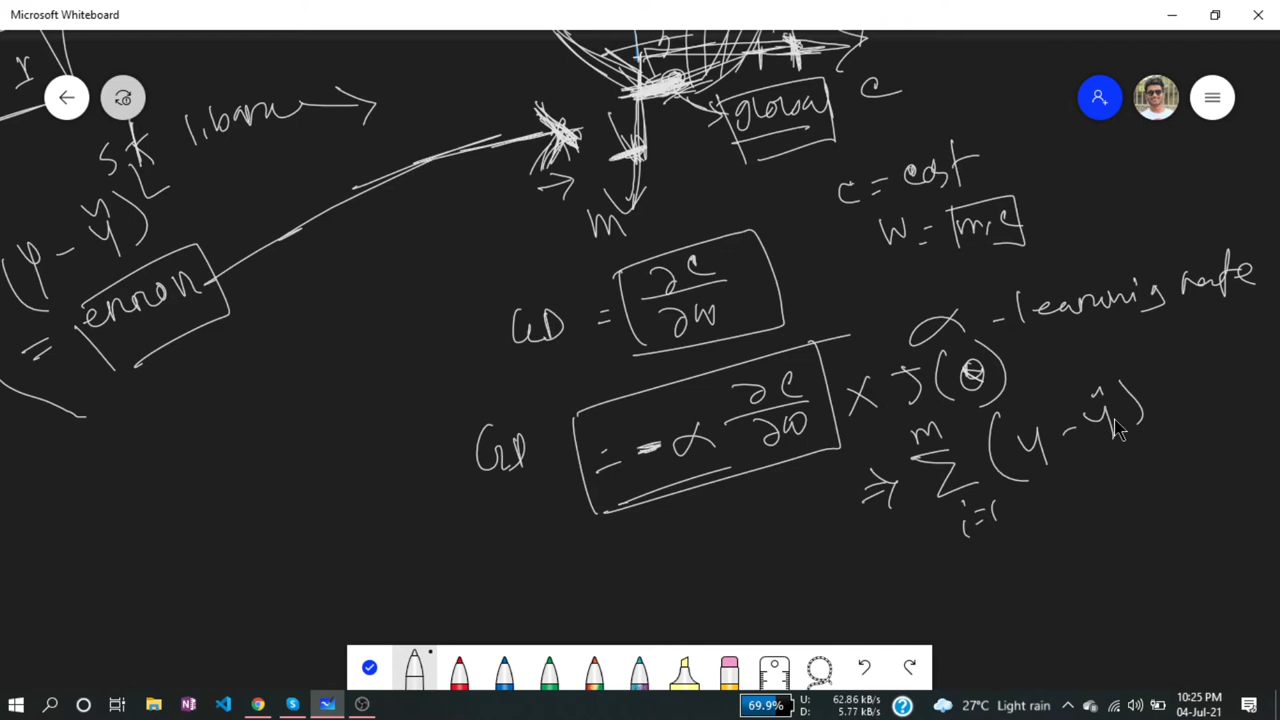 Microsoft Whiteboard
I
sk library →
global
c
m
c = cost
w = [m,c]
(y - ŷ)²
= error
GD = ∂c/∂w
α - learning rate
GD = -α ∂c/∂w × J(θ)
⇒ m Σ i=1 (y - ŷ)
69.9%
U: 62.86 kB/s
D: 5.77 kB/s
27°C Light rain
10:25 PM
04-Jul-21